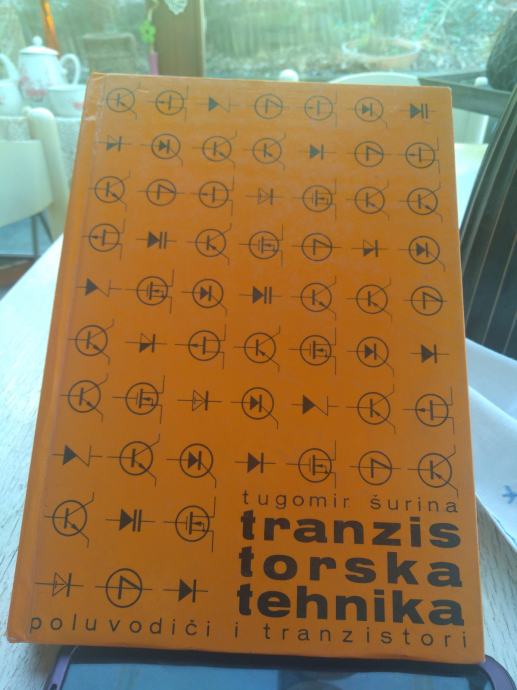 tugomir šurina
tranzis
torska
tehnika
poluvodiči i tranzistori